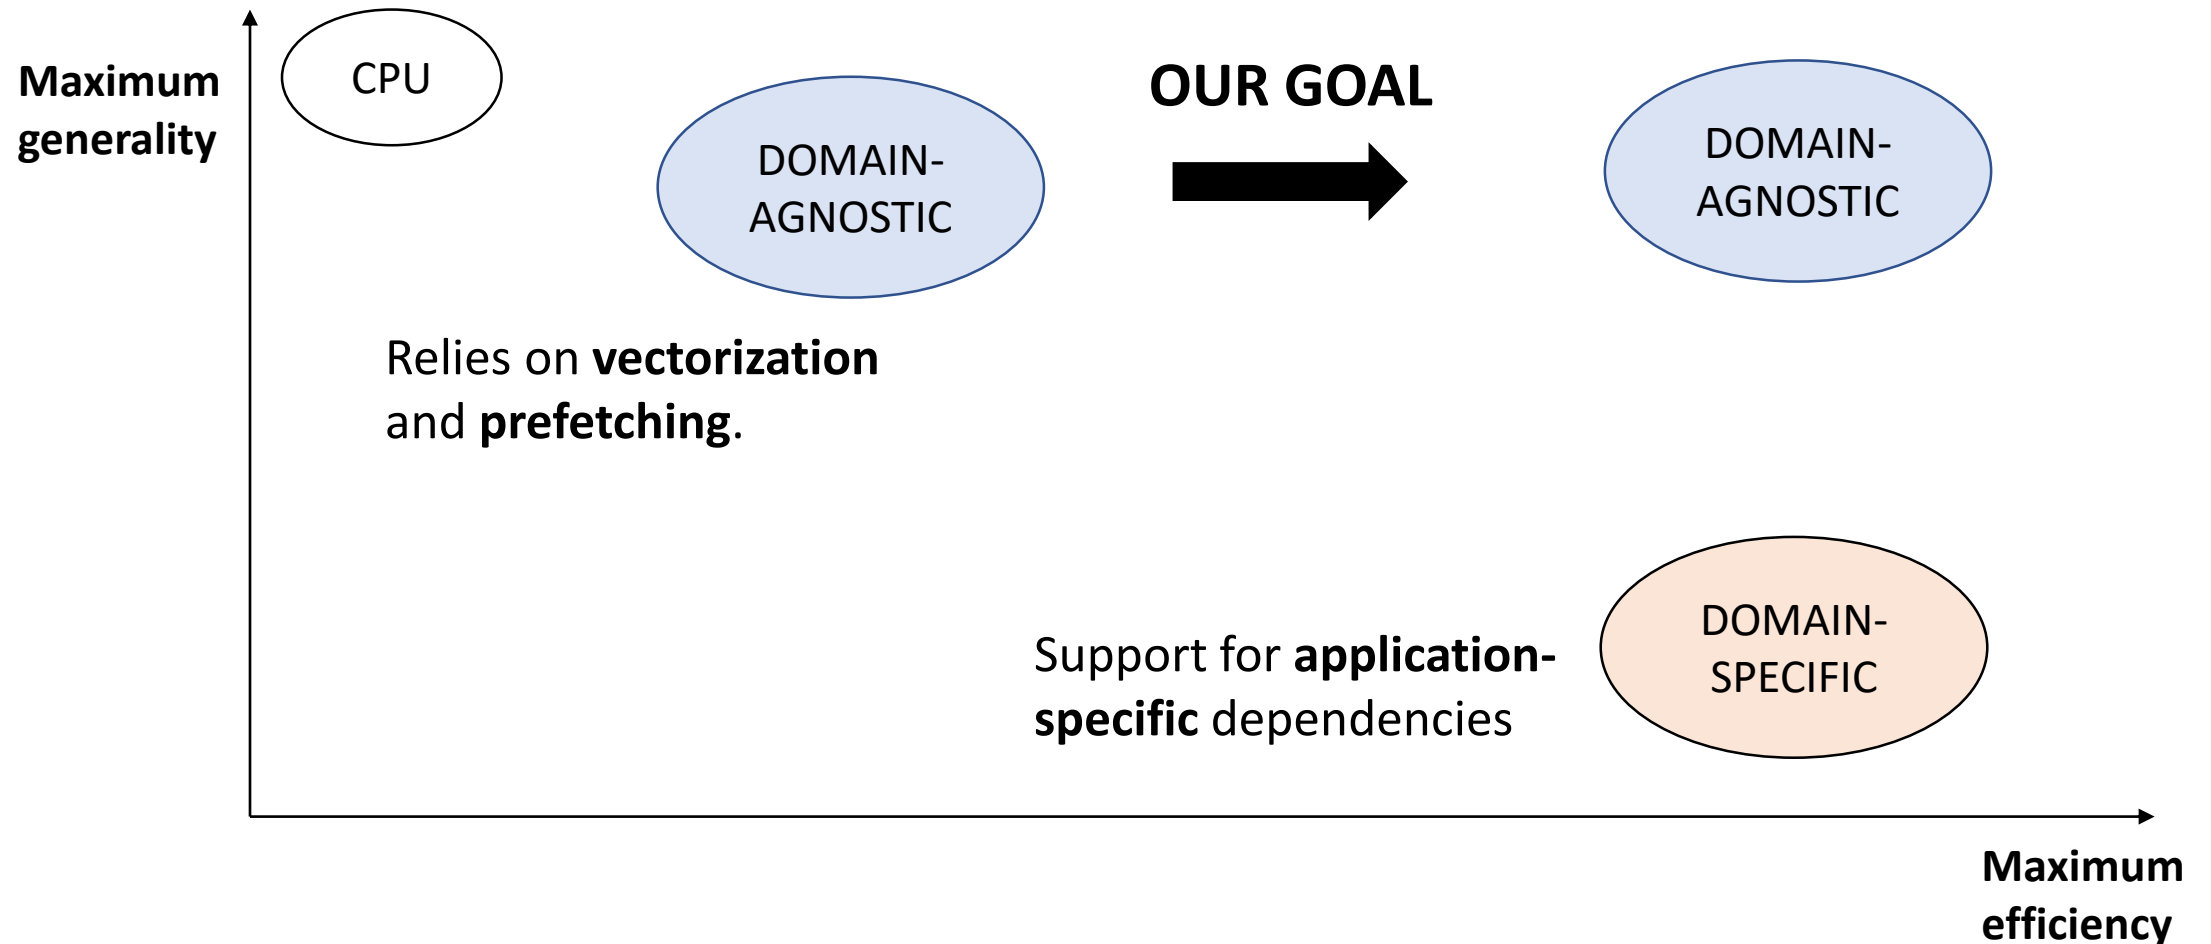 Maximum
generality
CPU
DOMAIN-
AGNOSTIC
OUR GOAL
DOMAIN-
AGNOSTIC
Relies on vectorization
and prefetching.
Support for application-
specific dependencies
DOMAIN-
SPECIFIC
Maximum
efficiency